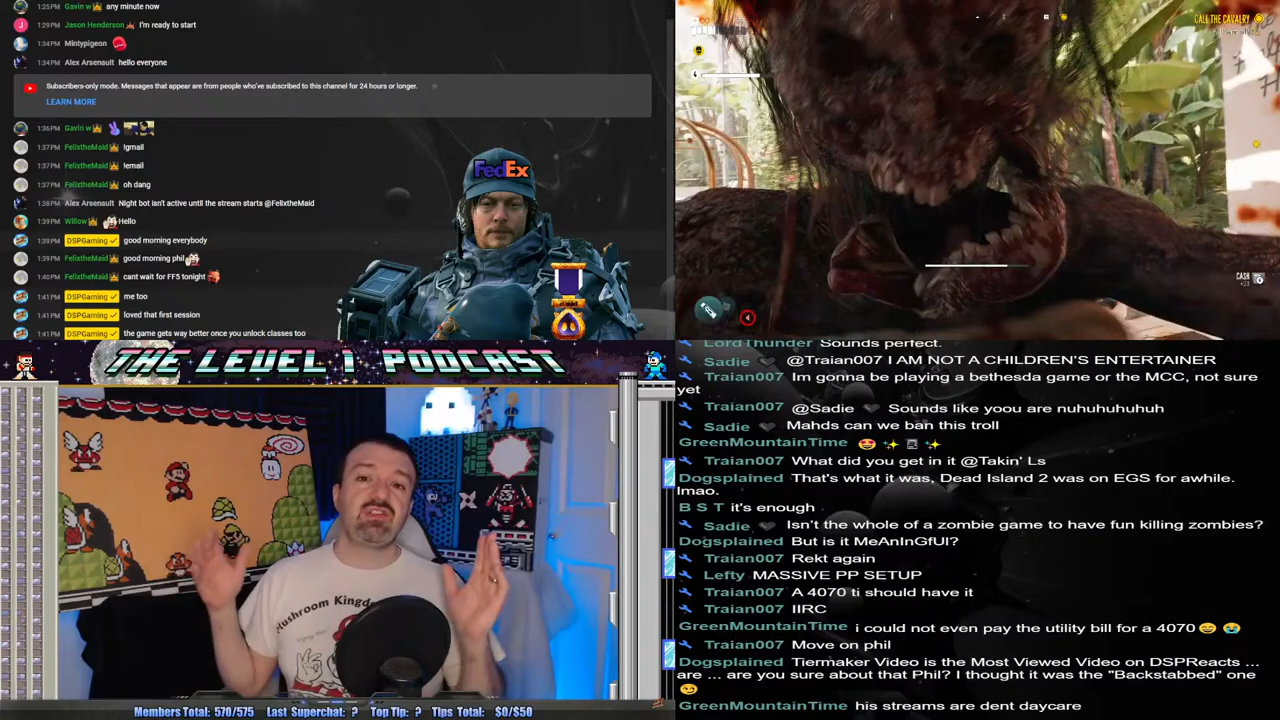 1:25PM Gavin w any minute now
1:29PM Jason Henderson I'm ready to start
1:34PM Mintypigeon
1:34PM Alex Arsenault hello everyone
Subscribers-only mode. Messages that appear are from people who've subscribed to this channel for 24 hours or longer.
LEARN MORE
1:36PM Gavin w
1:37PM FelixtheMaid !gmail
1:37PM FelixtheMaid !email
1:37PM FelixtheMaid oh dang
1:38PM Alex Arsenault Night bot isn't active until the stream starts @FelixtheMaid
1:39PM Willow Hello
1:39PM DSPGaming good morning everybody
1:39PM FelixtheMaid good morning phil
1:40PM FelixtheMaid cant wait for FF5 tonight
1:41PM DSPGaming me too
1:41PM DSPGaming loved that first session
1:41PM DSPGaming the game gets way better once you unlock classes too
FedEx
CALL THE CAVALRY
CASH
+23
THE LEVEL 1 PODCAST
Mushroom Kingdom
LordThunder Sounds perfect.
Sadie @Traian007 I AM NOT A CHILDREN'S ENTERTAINER
Traian007 Im gonna be playing a bethesda game or the MCC, not sure
yet
Traian007 @Sadie Sounds like yoou are nuhuhuhuhuh
Sadie Mahds can we ban this troll
GreenMountainTime
Traian007 What did you get in it @Takin' Ls
Dogsplained That's what it was, Dead Island 2 was on EGS for awhile.
lmao.
B S T it's enough
Sadie Isn't the whole of a zombie game to have fun killing zombies?
Dogsplained But is it MeAnInGfUl?
Traian007 Rekt again
Lefty MASSIVE PP SETUP
Traian007 A 4070 ti should have it
Traian007 IIRC
GreenMountainTime i could not even pay the utility bill for a 4070
Traian007 Move on phil
Dogsplained Tiermaker Video is the Most Viewed Video on DSPReacts ...
are ... are you sure about that Phil? I thought it was the "Backstabbed" one
GreenMountainTime his streams are dent daycare
Members Total: 570/575 Last Superchat: ? Top Tip: ? Tips Total: $0/$50